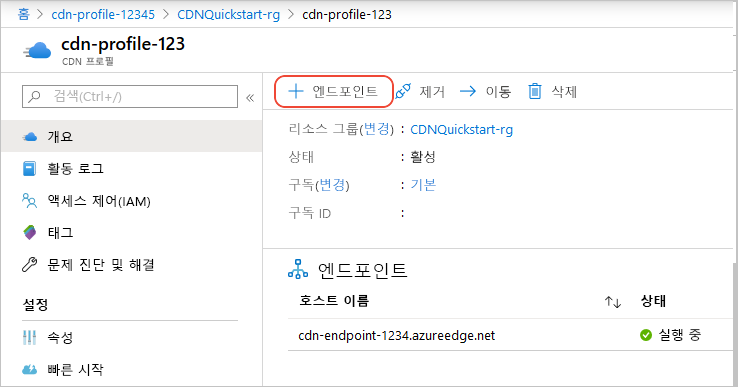 홈 > cdn-profile-12345 > CDNQuickstart-rg > cdn-profile-123
cdn-profile-123
CDN 프로필
검색(Ctrl+/) «
+ 엔드포인트 제거 이동 삭제
개요
활동 로그
액세스 제어(IAM)
태그
문제 진단 및 해결
설정
속성
빠른 시작
리소스 그룹(변경) : CDNQuickstart-rg
상태 : 활성
구독(변경) : 기본
구독 ID :
엔드포인트
호스트 이름 ↑↓ 상태
cdn-endpoint-1234.azureedge.net 실행 중